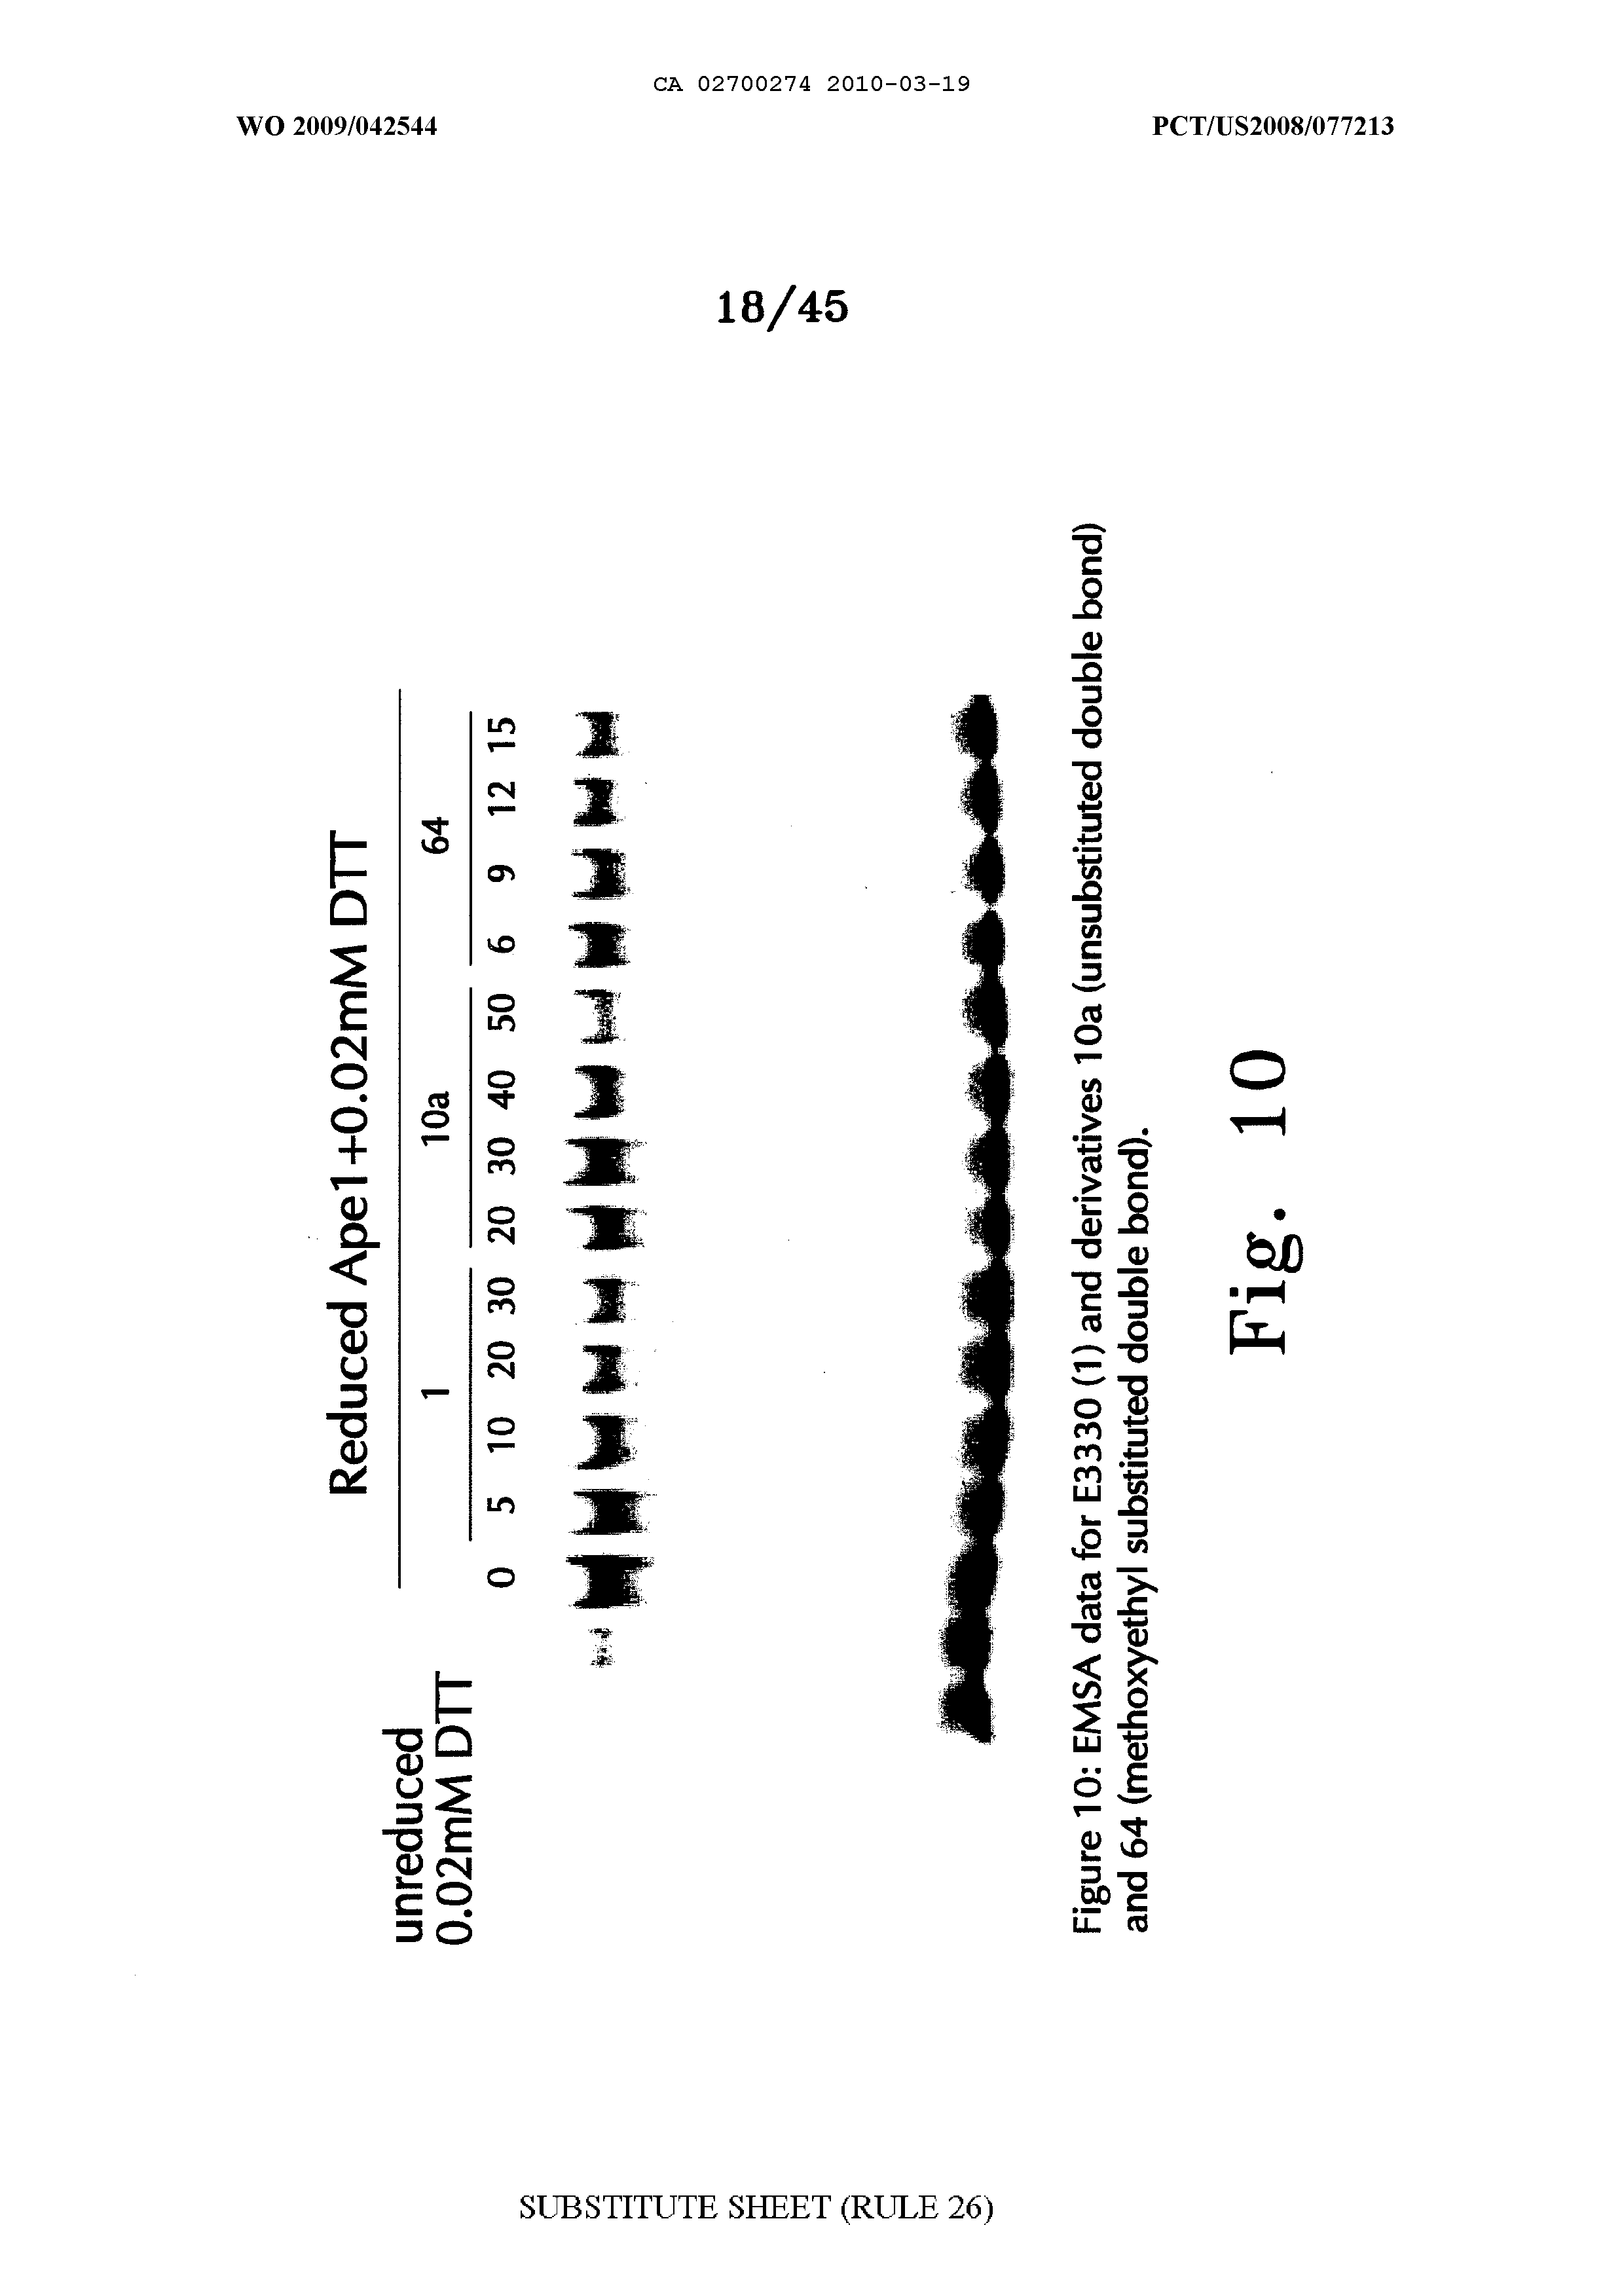 CA 02700274 2010-03-19
WO 2009/042544
PCT/US2008/077213
18/45
Reduced Ape1+0.02mM DTT
unreduced
0.02mM DTT
1
10a
64
0 5 10 20 30 20 30 40 50 6 9 12 15
Figure 10: EMSA data for E3330 (1) and derivatives 10a (unsubstituted double bond)
and 64 (methoxyethyl substituted double bond).
Fig. 10
SUBSTITUTE SHEET (RULE 26)